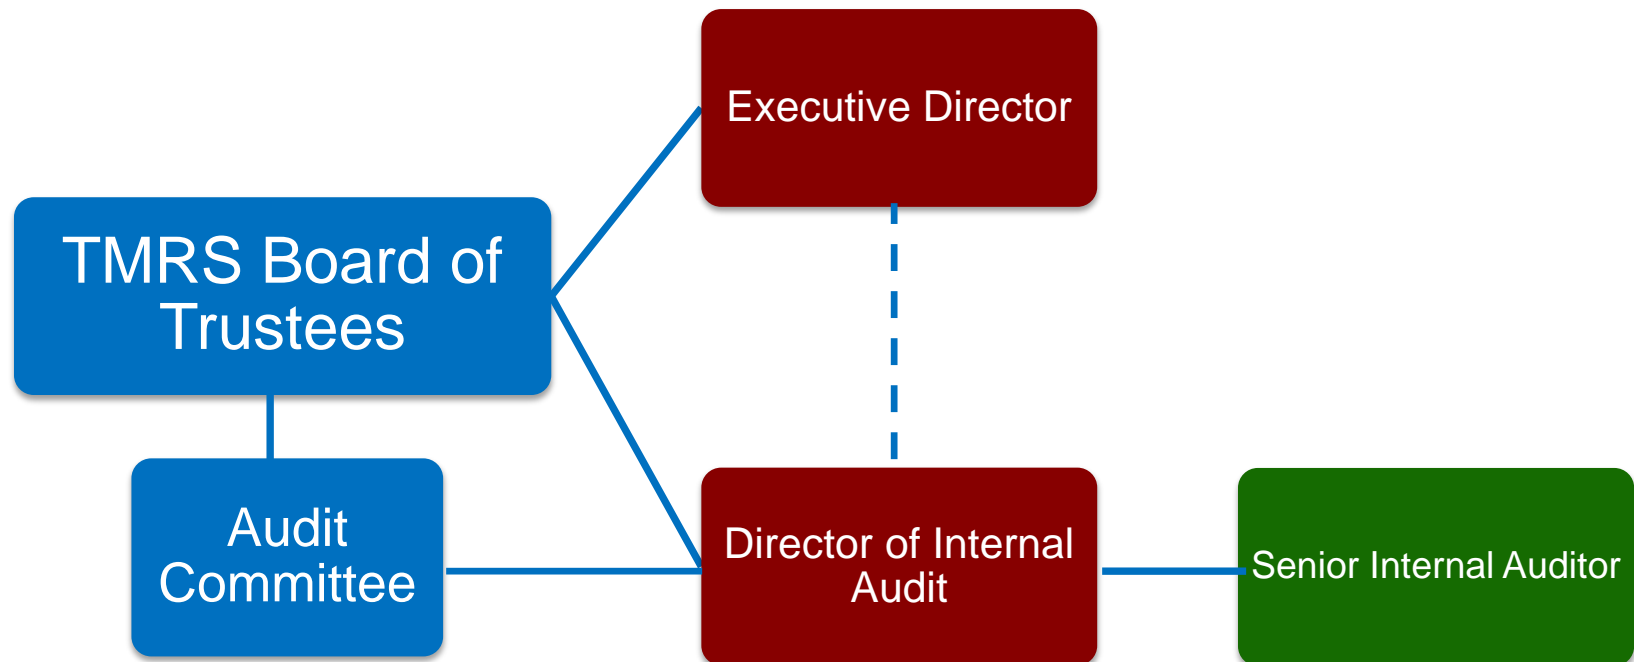 Executive Director
TMRS Board of
Trustees
Audit
Committee
Director of Internal
Audit
Senior Internal Auditor